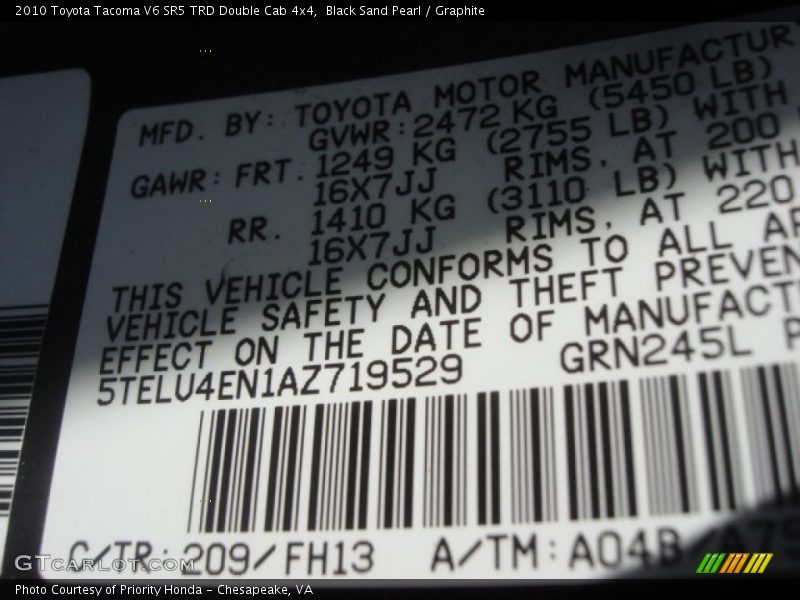 2010 Toyota Tacoma V6 SR5 TRD Double Cab 4x4, Black Sand Pearl / Graphite
MFD. BY: TOYOTA MOTOR MANUFACTUR
GVWR: 2472 KG (5450 LB)
GAWR: FRT. 1249 KG (2755 LB) WITH
16X7JJ RIMS, AT 200
RR. 1410 KG (3110 LB) WITH
16X7JJ RIMS, AT 220
THIS VEHICLE CONFORMS TO ALL AP
VEHICLE SAFETY AND THEFT PREVEN
EFFECT ON THE DATE OF MANUFACT
5TELU4EN1AZ719529 GRN245L
C/TR: 209/FH13 A/TM: A04B
GTCarLot.com
Photo Courtesy of Priority Honda - Chesapeake, VA